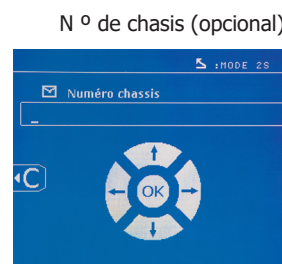 N º de chasis (opcional)
:MODE 2S
Numéro chassis
_
C
OK